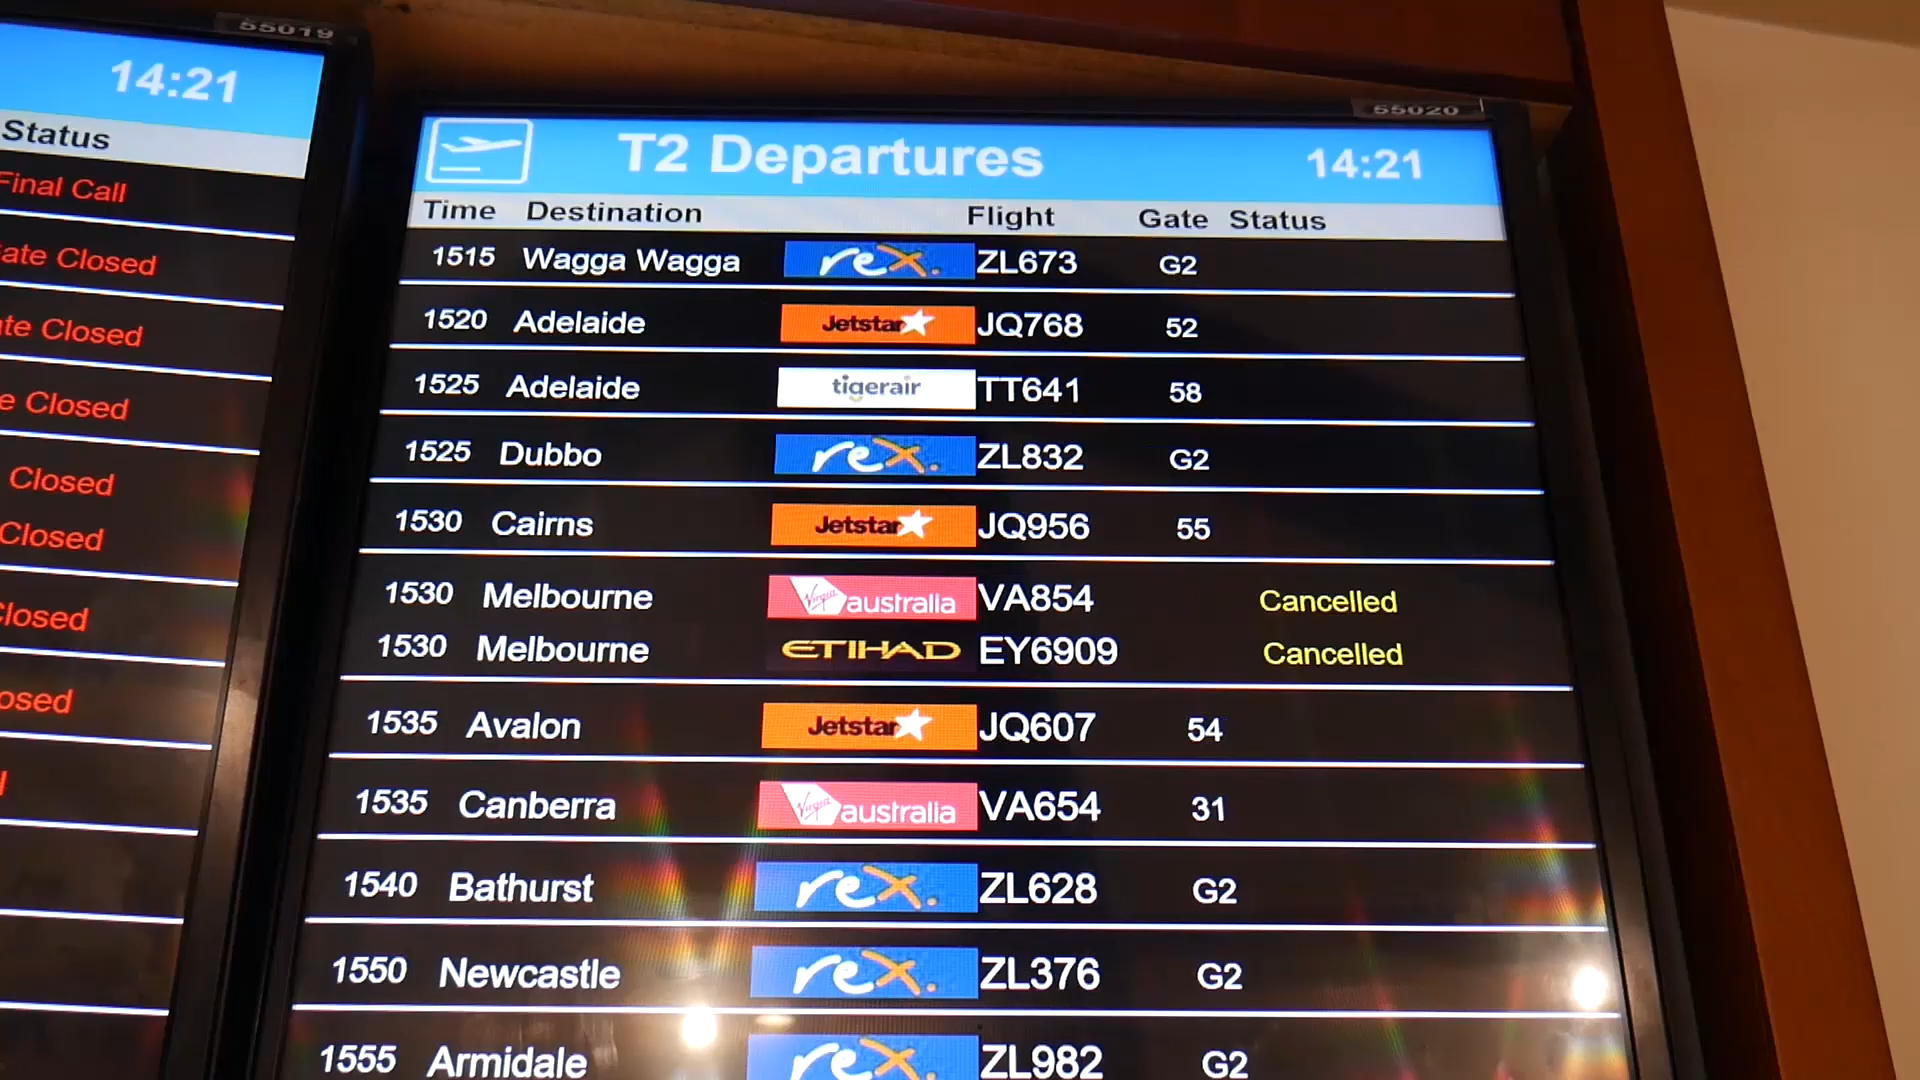 55019
14:21
Status
Final Call
Closed
Closed
Closed
Closed
Closed
55020
T2 Departures 14:21
Time Destination Flight Gate Status
1515 Wagga Wagga rex. ZL673 G2
1520 Adelaide Jetstar JQ768 52
1525 Adelaide tigerair TT641 58
1525 Dubbo rex. ZL832 G2
1530 Cairns Jetstar JQ956 55
1530 Melbourne Virgin australia VA854 Cancelled
1530 Melbourne ETIHAD EY6909 Cancelled
1535 Avalon Jetstar JQ607 54
1535 Canberra Virgin australia VA654 31
1540 Bathurst rex. ZL628 G2
1550 Newcastle rex. ZL376 G2
1555 Armidale rex. ZL982 G2